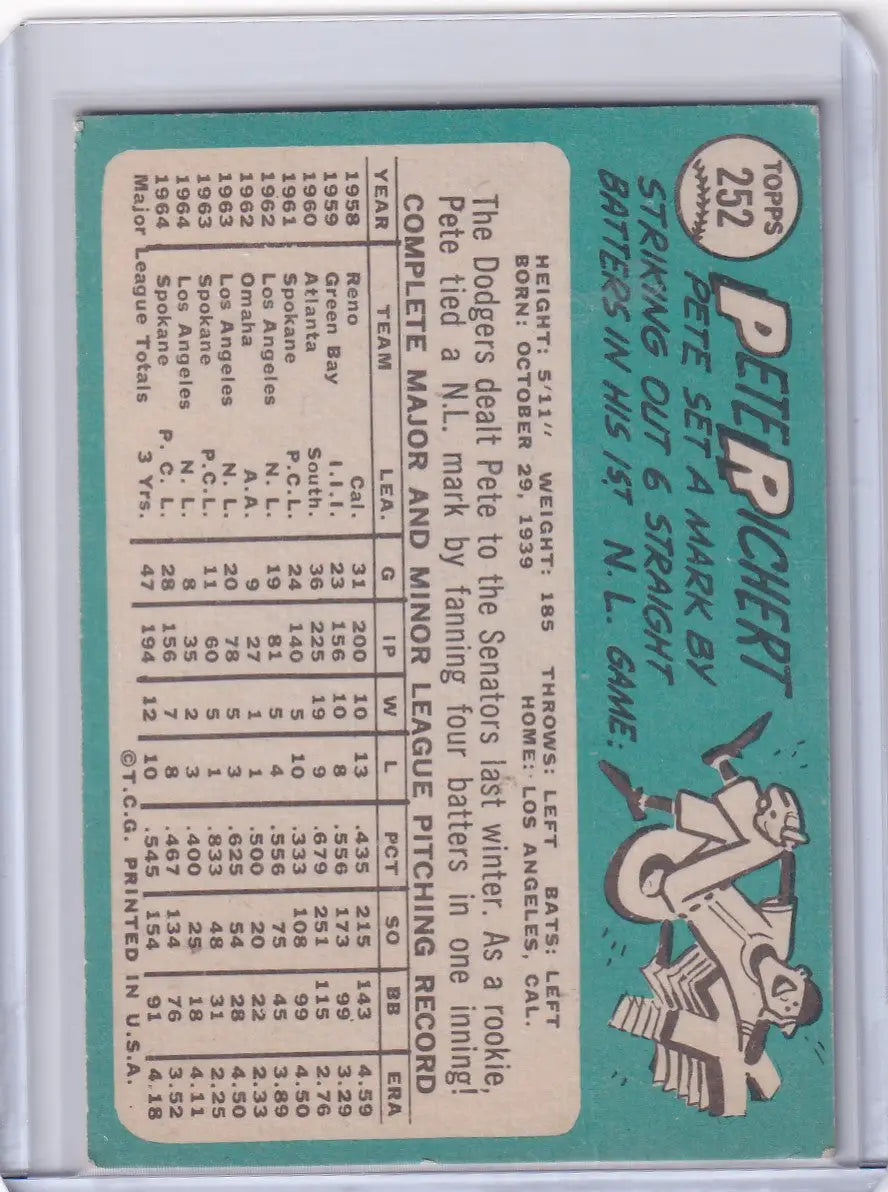 TOPPS
252
PETE RICHERT
PETE SET A MARK BY
STRIKING OUT 6 STRAIGHT
BATTERS IN HIS 1ST N. L. GAME:
HEIGHT: 5'11" WEIGHT: 185 THROWS: LEFT BATS: LEFT
BORN: OCTOBER 29, 1939 HOME: LOS ANGELES, CAL.
The Dodgers dealt Pete to the Senators last winter. As a rookie,
Pete tied a N.L. mark by fanning four batters in one inning!
COMPLETE MAJOR AND MINOR LEAGUE PITCHING RECORD
YEAR TEAM LEA. G IP W L PCT SO BB ERA
1958 Reno Cal. 31 200 10 13 .435 215 143 4.59
1959 Green Bay I.I.I. 23 156 10 8 .556 173 99 3.29
1960 Atlanta South. 36 225 19 9 .679 251 115 2.76
1961 Spokane P.C.L. 24 140 5 10 .333 108 99 4.50
1962 Los Angeles N. L. 19 81 5 4 .556 75 45 3.89
1962 Omaha A.A. 9 27 1 1 .500 20 22 2.33
1963 Los Angeles N. L. 20 78 5 3 .625 54 28 4.50
1963 Spokane P.C.L. 11 60 5 1 .833 48 31 2.25
1964 Los Angeles N. L. 8 35 2 3 .400 25 18 4.11
1964 Spokane P. C. L. 28 156 7 8 .467 134 76 3.52
Major League Totals 3 Yrs. 47 194 12 10 .545 154 91 4.18
©T.C.G. PRINTED IN U.S.A.